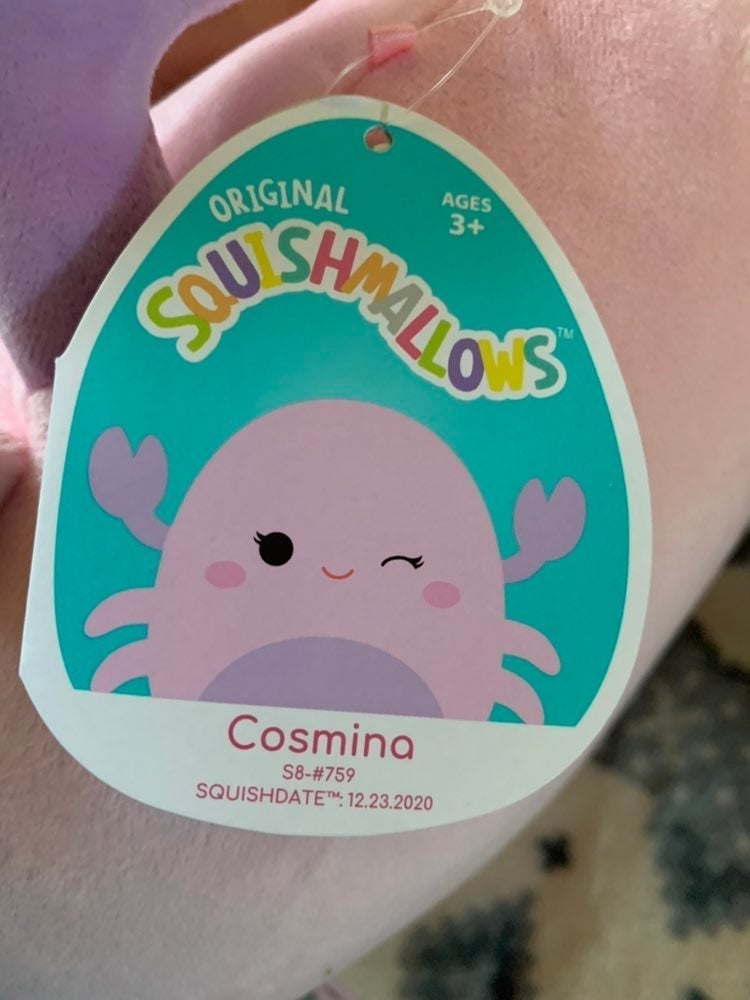 ORIGINAL
AGES
3+
SQUISHMALLOWS™
Cosmina
S8-#759
SQUISHDATE™: 12.23.2020